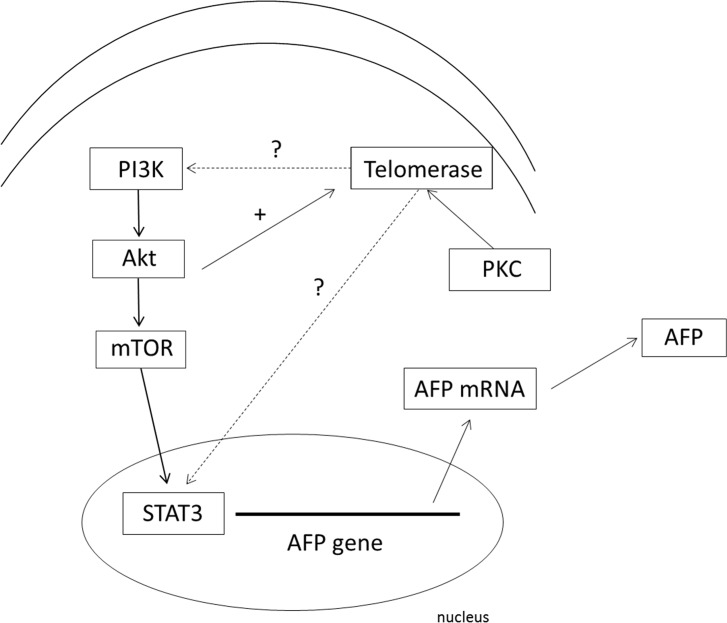 ?
PI3K
Telomerase
+
Akt
PKC
?
mTOR
AFP
AFP mRNA
STAT3
AFP gene
nucleus